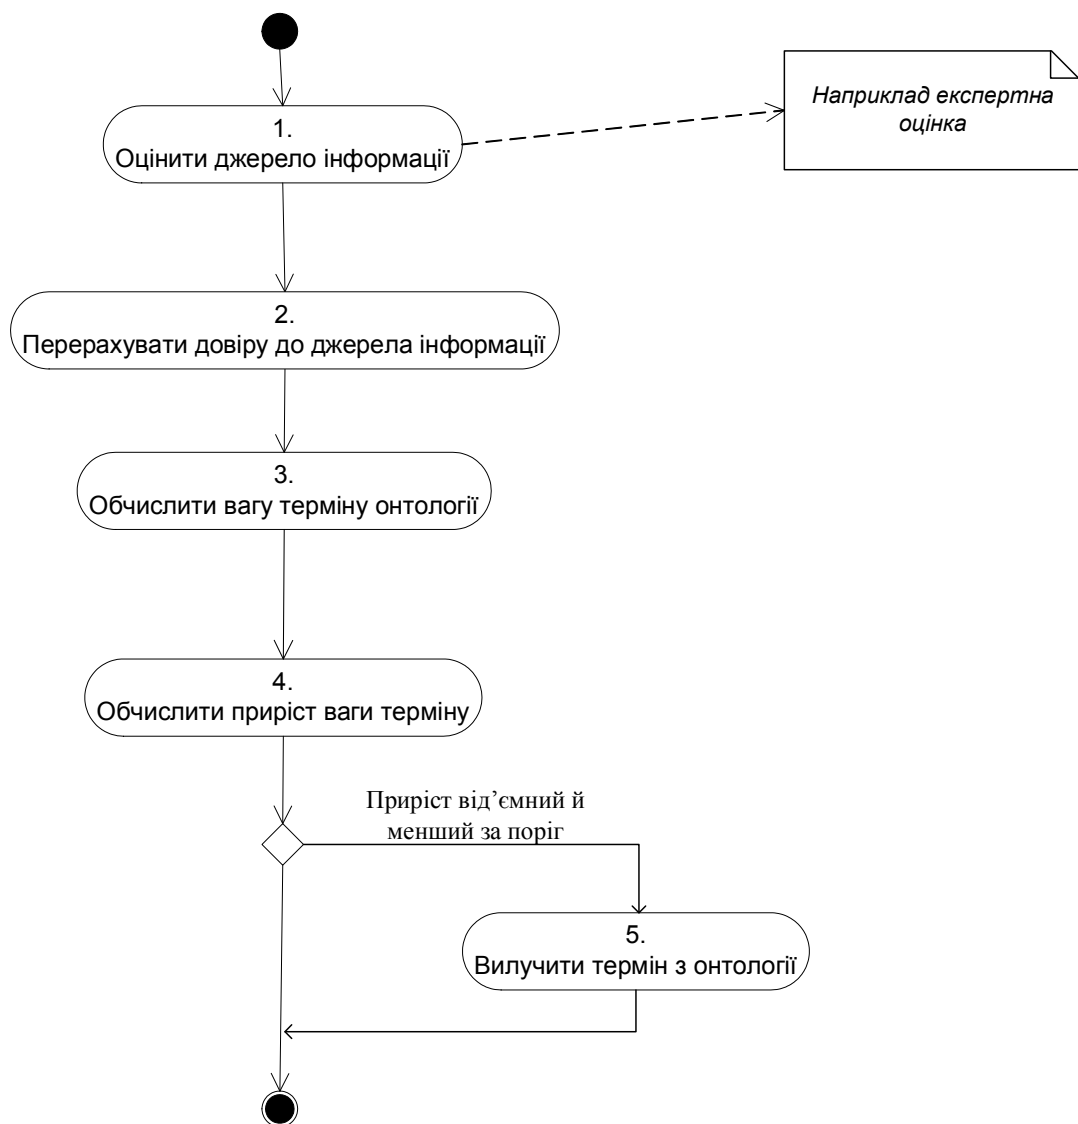 1.
Оцінити джерело інформації
Наприклад експертна
оцінка
2.
Перерахувати довіру до джерела інформації
3.
Обчислити вагу терміну онтології
4.
Обчислити приріст ваги терміну
Приріст від’ємний й
менший за поріг
5.
Вилучити термін з онтології